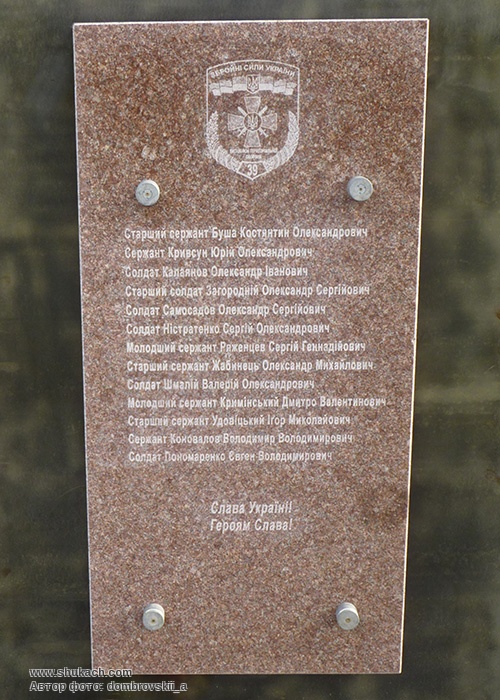 ЗБРОЙНІ СИЛИ УКРАЇНИ
39
Старший сержант Буша Костянтин Олександрович
Сержант Кривсун Юрій Олександрович
Солдат Калаянов Олександр Іванович
Старший солдат Загородній Олександр Сергійович
Солдат Самосадов Олександр Сергійович
Солдат Ністратенко Сергій Олександрович
Молодший сержант Ряженцев Сергій Геннадійович
Старший сержант Жабинець Олександр Михайлович
Солдат Шмалій Валерій Олександрович
Молодший сержант Кримінський Дмитро Валентинович
Старший сержант Удовіцький Ігор Миколайович
Сержант Коновалов Володимир Володимирович
Солдат Пономаренко Євген Володимирович
Слава Україні!
Героям Слава!
www.shukach.com
Автор фото: dombrovskii_a